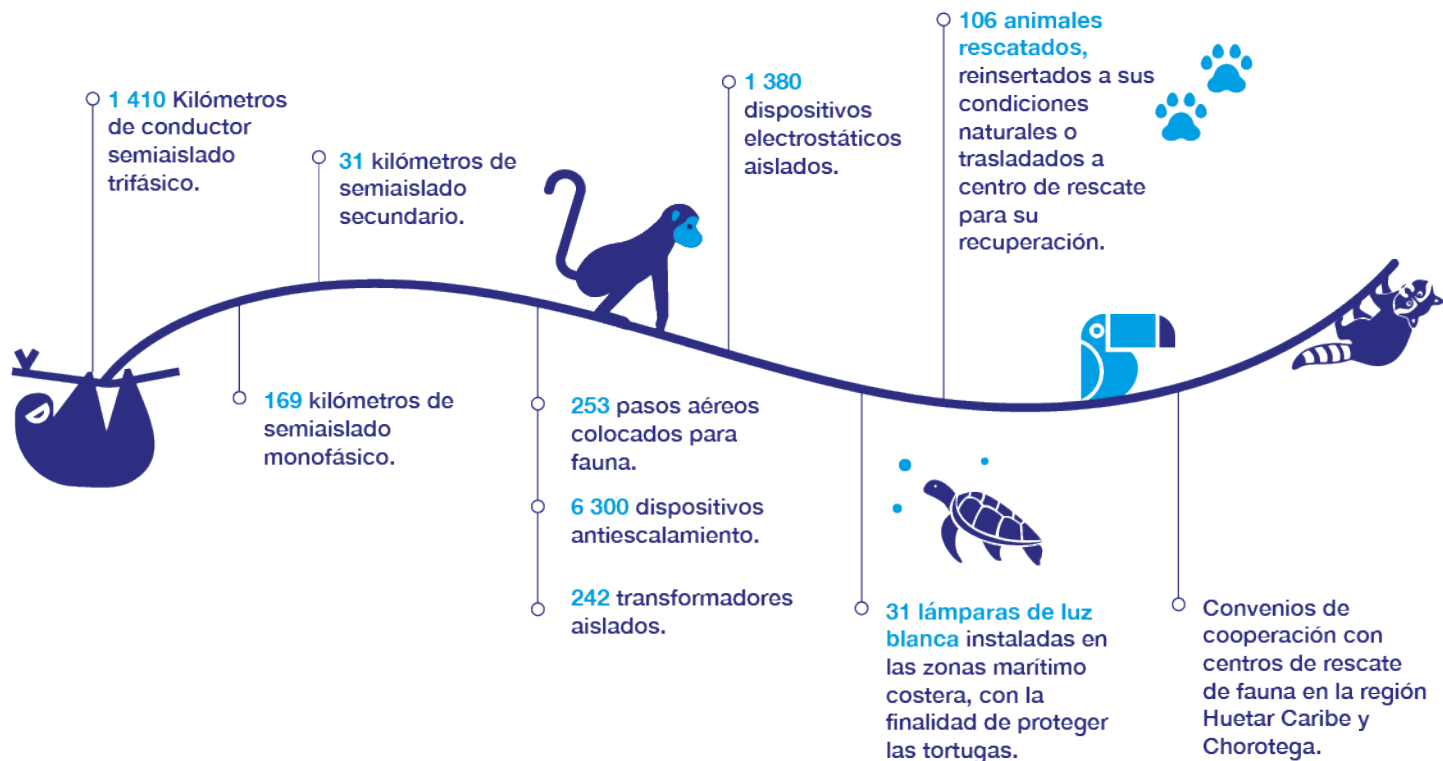 1 410 Kilómetros
de conductor
semiaislado
trifásico.
31 kilómetros de
semiaislado
secundario.
169 kilómetros de
semiaislado
monofásico.
253 pasos aéreos
colocados para
fauna.
6 300 dispositivos
antiescalamiento.
242 transformadores
aislados.
1 380
dispositivos
electrostáticos
aislados.
31 lámparas de luz
blanca instaladas en
las zonas marítimo
costera, con la
finalidad de proteger
las tortugas.
106 animales
rescatados,
reinsertados a sus
condiciones
naturales o
trasladados a
centro de rescate
para su
recuperación.
Convenios de
cooperación con
centros de rescate
de fauna en la región
Huetar Caribe y
Chorotega.